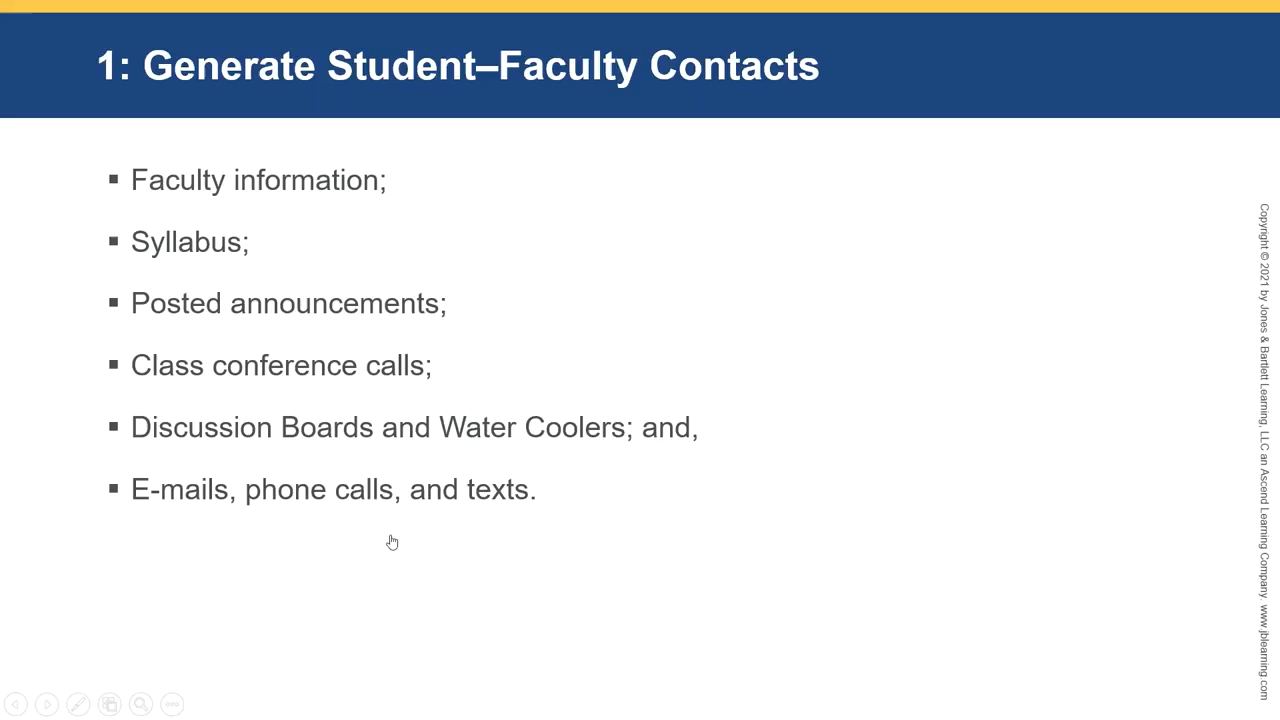 1: Generate Student–Faculty Contacts
▪ Faculty information;
▪ Syllabus;
▪ Posted announcements;
▪ Class conference calls;
▪ Discussion Boards and Water Coolers; and,
▪ E-mails, phone calls, and texts.
Copyright © 2021 by Jones & Bartlett Learning, LLC an Ascend Learning Company. www.jblearning.com